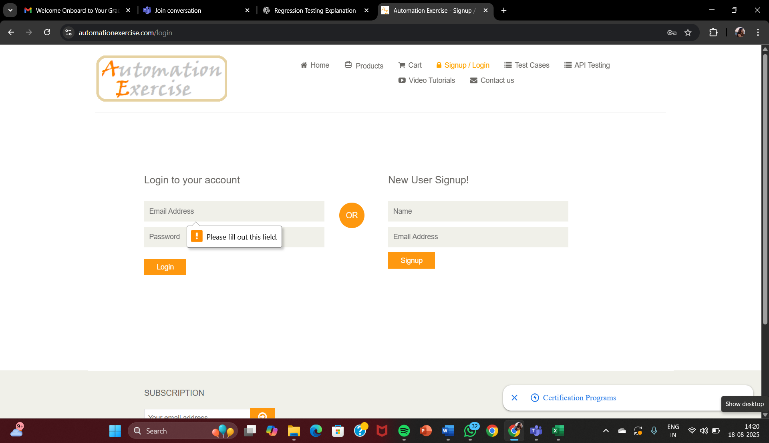 Welcome Onboard to Your Gra
Join conversation
Regression Testing Explanation
Automation Exercise - Signup /
automationexercise.com/login
Automation
Exercise
Home
Products
Cart
Signup / Login
Test Cases
API Testing
Video Tutorials
Contact us
Login to your account
Email Address
Password
Please fill out this field.
Login
OR
New User Signup!
Name
Email Address
Signup
SUBSCRIPTION
Your email address
Certification Programs
Show desktop
Search
ENG
IN
14:20
18-08-2025